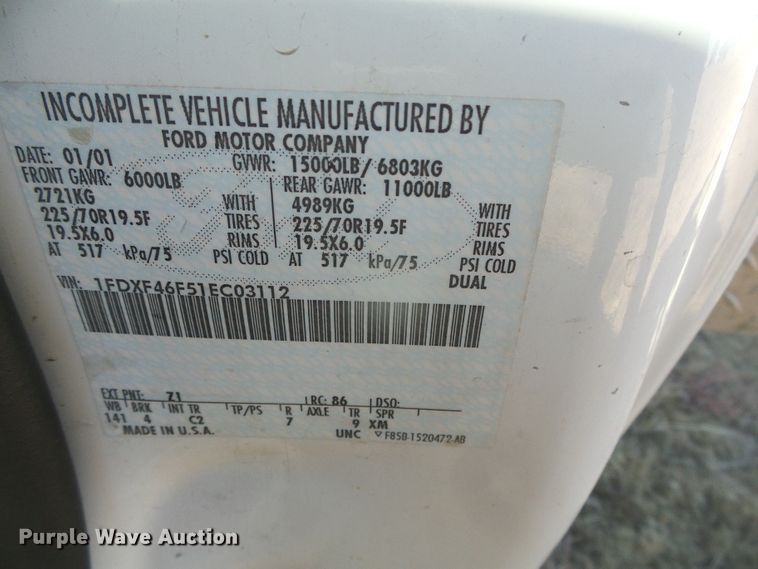 INCOMPLETE VEHICLE MANUFACTURED BY
FORD MOTOR COMPANY
DATE: 01/01 GVWR: 15000LB/ 6803KG
FRONT GAWR: 6000LB REAR GAWR: 11000LB
2721KG WITH 4989KG WITH
225/70R19.5F TIRES 225/70R19.5F TIRES
19.5X6.0 RIMS 19.5X6.0 RIMS
AT 517 kPa/75 PSI COLD AT 517 kPa/75 PSI COLD
DUAL
VIN: 1FDXF46F51EC03112
EXT PNT: Z1 RC: 86 DSO:
WB BRK INT TR TP/PS R AXLE TR SPR
141 4 C2 7 9 XM
MADE IN U.S.A. UNC F85B-1520472-AB
Purple Wave Auction